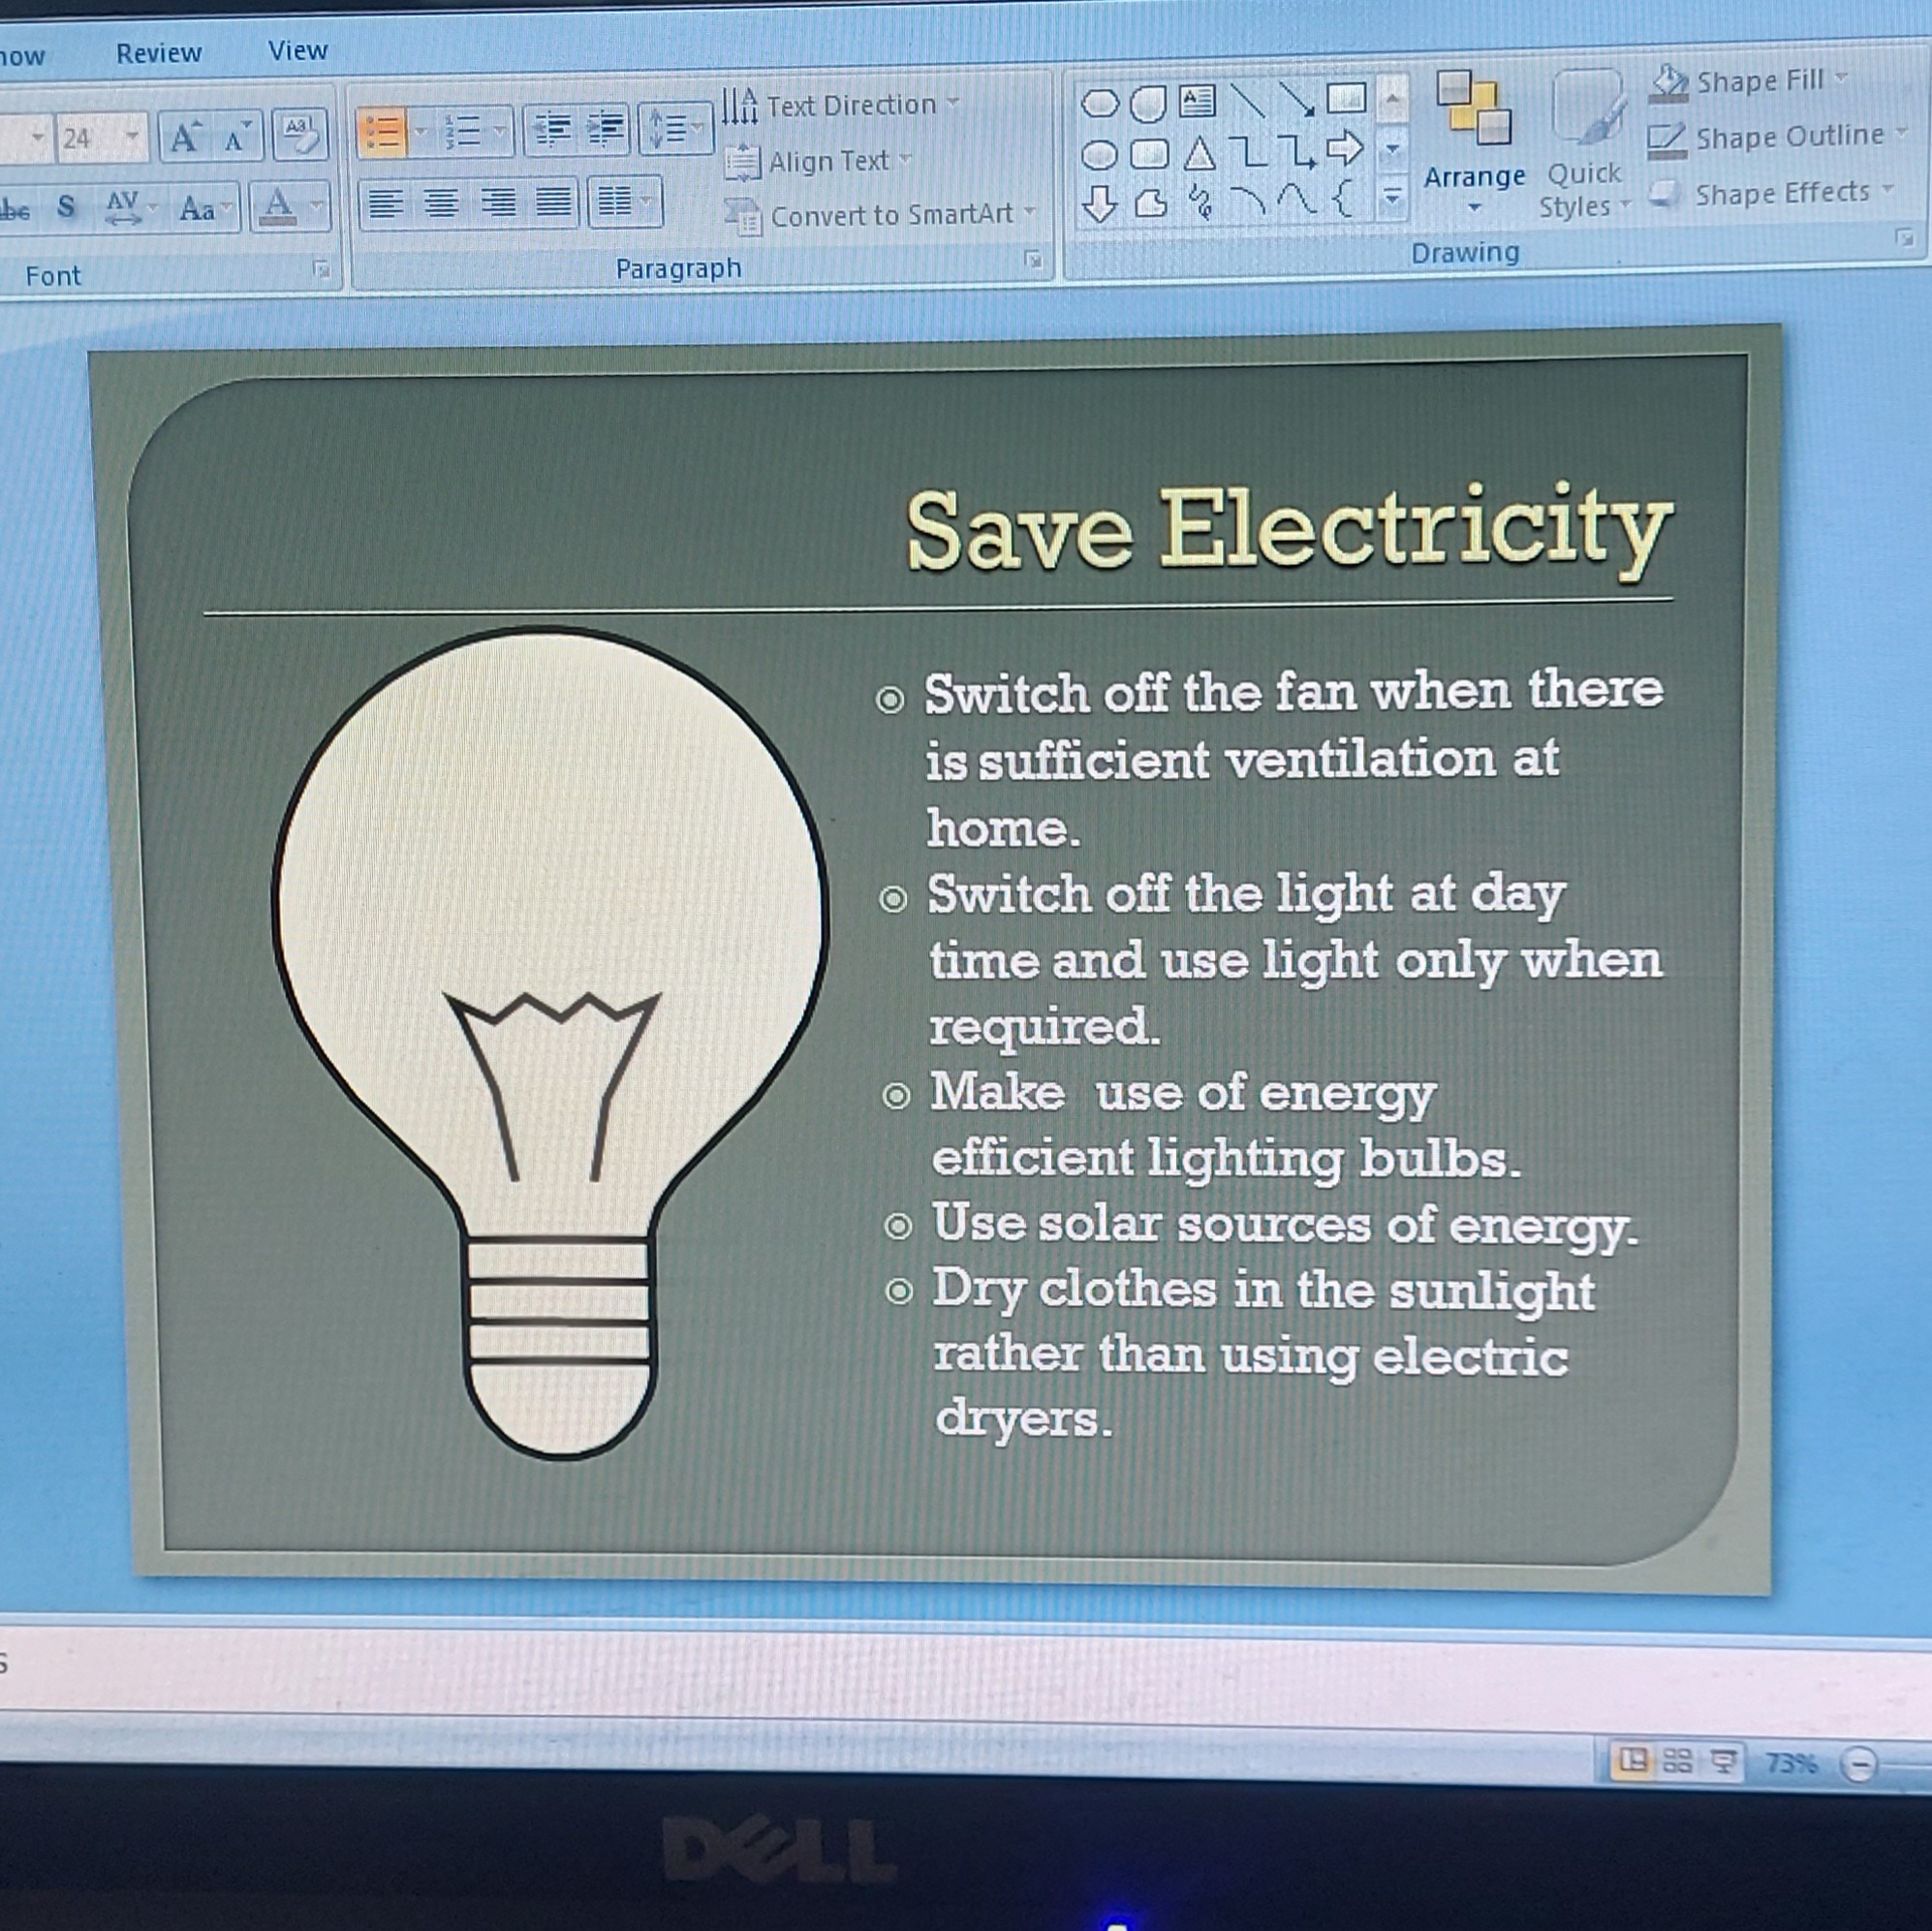 Review View
24
Text Direction
Align Text
Convert to SmartArt
Arrange
Quick
Styles
Shape Fill
Shape Outline
Shape Effects
S AV Aa A
Font
Paragraph
Drawing
Save Electricity
Switch off the fan when there
is sufficient ventilation at
home.
Switch off the light at day
time and use light only when
required.
Make use of energy
efficient lighting bulbs.
Use solar sources of energy.
Dry clothes in the sunlight
rather than using electric
dryers.
73%
DELL